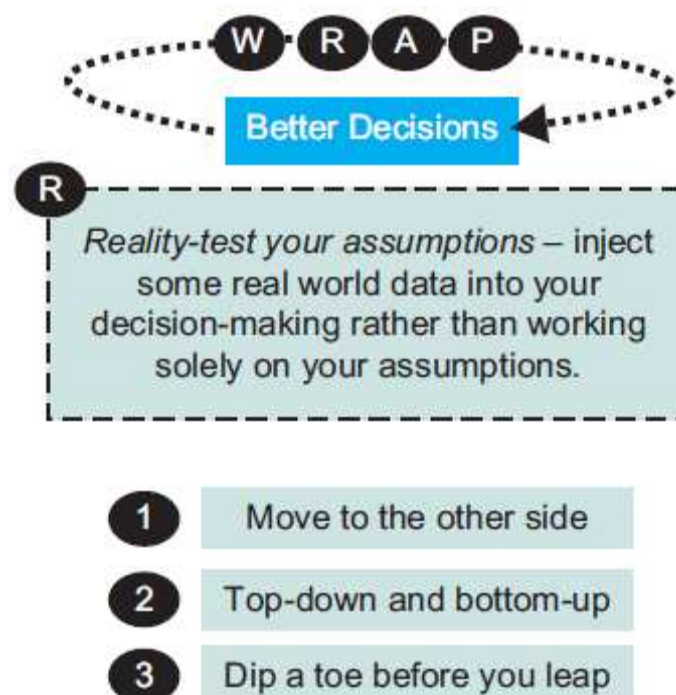 W R A P
Better Decisions
R
Reality-test your assumptions – inject
some real world data into your
decision-making rather than working
solely on your assumptions.
1 Move to the other side
2 Top-down and bottom-up
3 Dip a toe before you leap